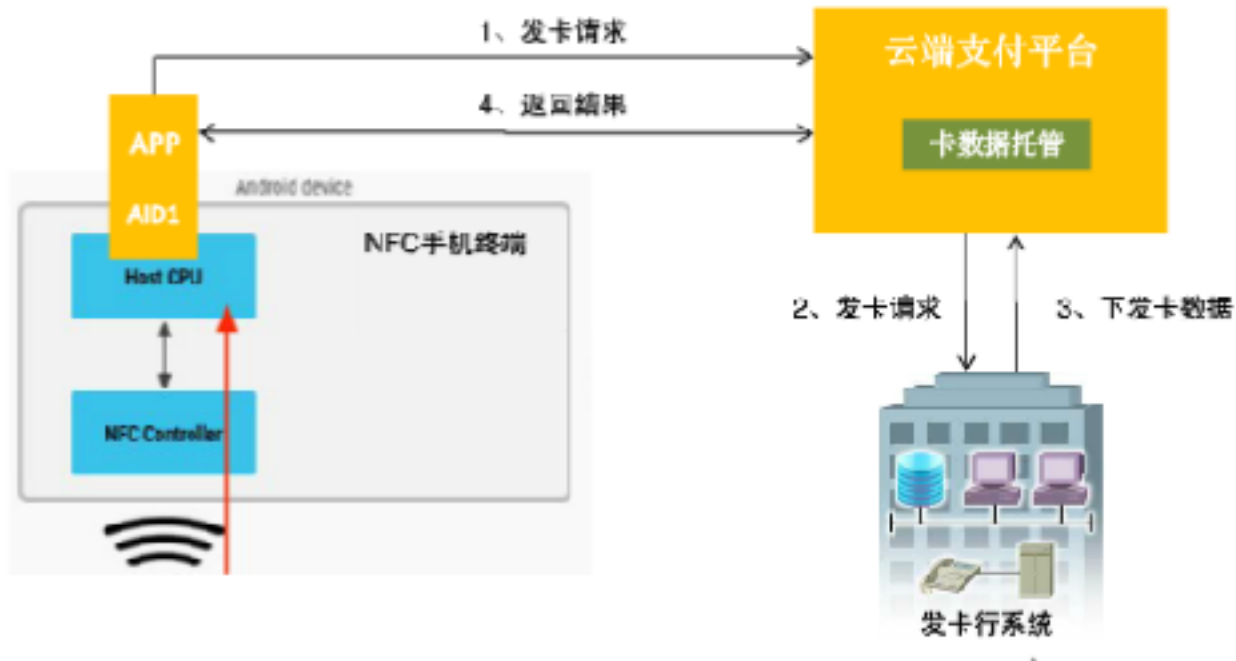 1、发卡请求
云端支付平台
4、返回结果
卡数据托管
APP
AID1
Android device
NFC手机终端
Host CPU
2、发卡请求
3、下发卡数据
NFC Controller
发卡行系统